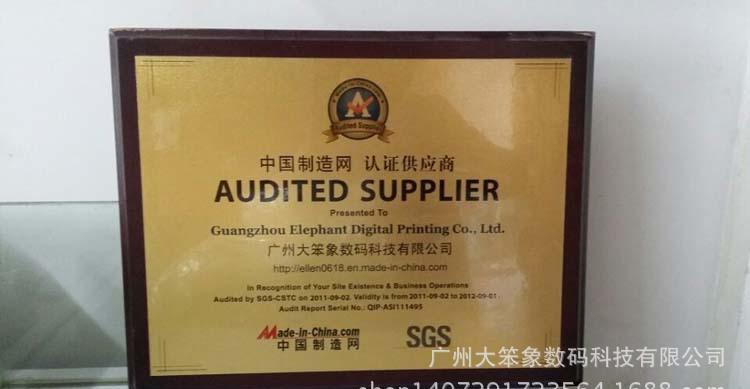 MADE-IN-CHINA.COM
A
Audited Supplier
中国制造网 认证供应商
AUDITED SUPPLIER
Presented To
Guangzhou Elephant Digital Printing Co., Ltd.
广州大笨象数码科技有限公司
http://ellen0618.en.made-in-china.com
In Recognition of Your Site Existence & Business Operations
Audited by SGS-CSTC on 2011-09-02. Validity is from 2011-09-02 to 2012-09-01
Audit Report Serial No.: QIP-ASI111495
Made-in-China.com
中国制造网
SGS
广州大笨象数码科技有限公司